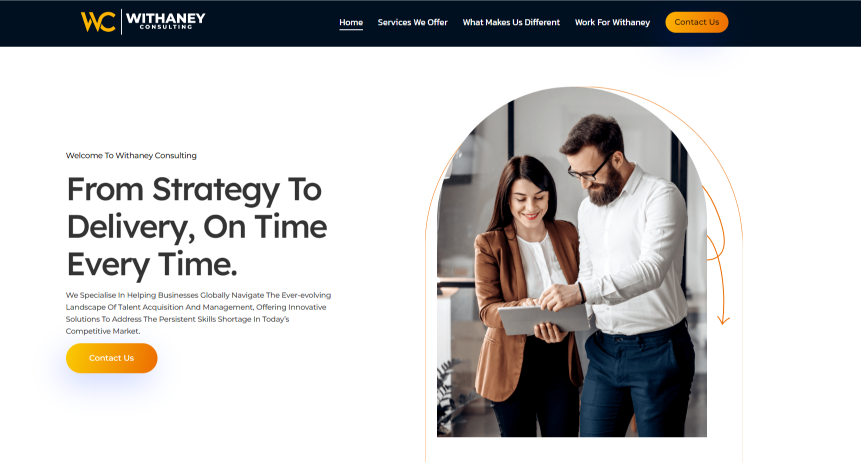 WC WITHANEY
CONSULTING
Home Services We Offer What Makes Us Different Work For Withaney Contact Us
Welcome To Withaney Consulting
From Strategy To
Delivery, On Time
Every Time.
We Specialise In Helping Businesses Globally Navigate The Ever-evolving
Landscape Of Talent Acquisition And Management, Offering Innovative
Solutions To Address The Persistent Skills Shortage In Today's
Competitive Market.
Contact Us